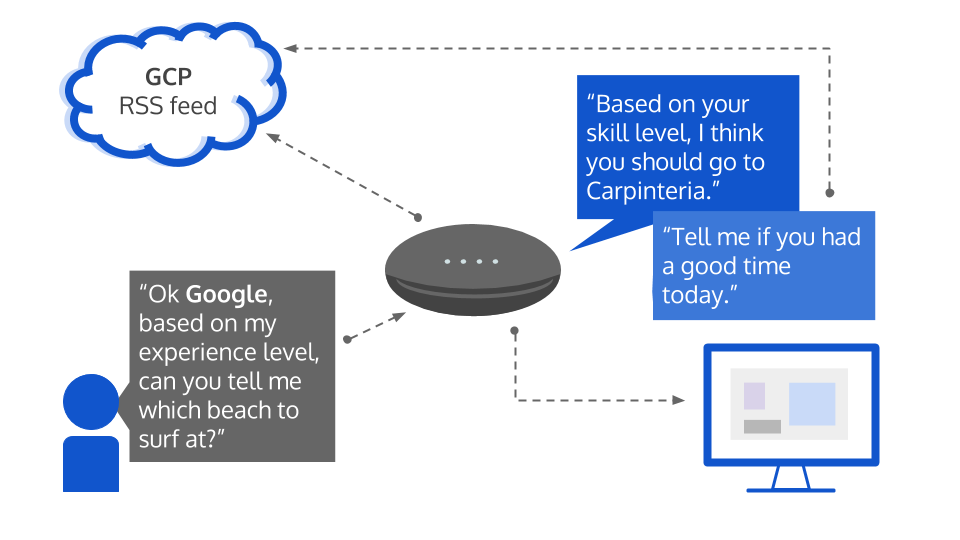 GCP
RSS feed
“Based on your
skill level, I think
you should go to
Carpinteria.”
“Tell me if you had
a good time
today.”
“Ok Google,
based on my
experience level,
can you tell me
which beach to
surf at?”